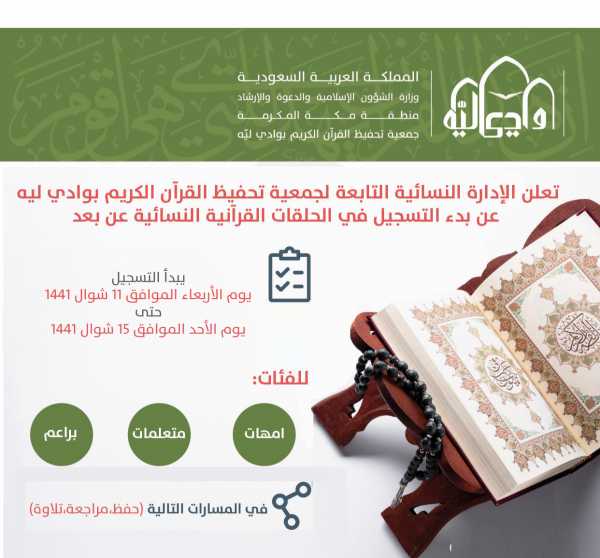 المملكة العربية السعودية
وزارة الشؤون الإسلامية والدعوة والإرشاد
منطقة مكة المكرمة
جمعية تحفيظ القرآن الكريم بوادي ليّه
وادي ليّه
تعلن الإدارة النسائية التابعة لجمعية تحفيظ القرآن الكريم بوادي ليه
عن بدء التسجيل في الحلقات القرآنية النسائية عن بعد
يبدأ التسجيل
يوم الأربعاء الموافق 11 شوال 1441
حتى
يوم الأحد الموافق 15 شوال 1441
للفئات:
امهات
متعلمات
براعم
في المسارات التالية (حفظ،مراجعة،تلاوة)